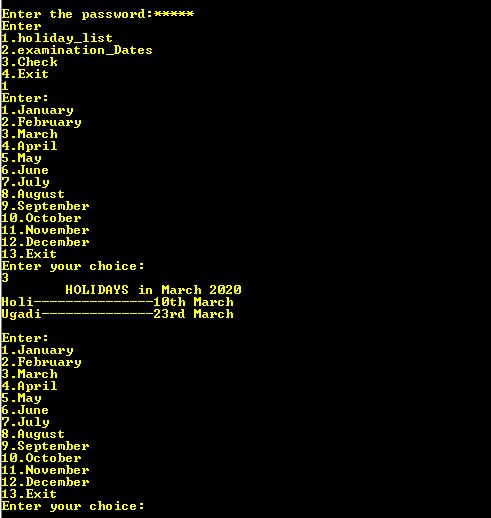 Enter the password:*****
Enter
1.holiday_list
2.examination_Dates
3.Check
4.Exit
1
Enter:
1.January
2.February
3.March
4.April
5.May
6.June
7.July
8.August
9.September
10.October
11.November
12.December
13.Exit
Enter your choice:
3
HOLIDAYS in March 2020
Holi---------------10th March
Ugadi--------------23rd March
Enter:
1.January
2.February
3.March
4.April
5.May
6.June
7.July
8.August
9.September
10.October
11.November
12.December
13.Exit
Enter your choice: